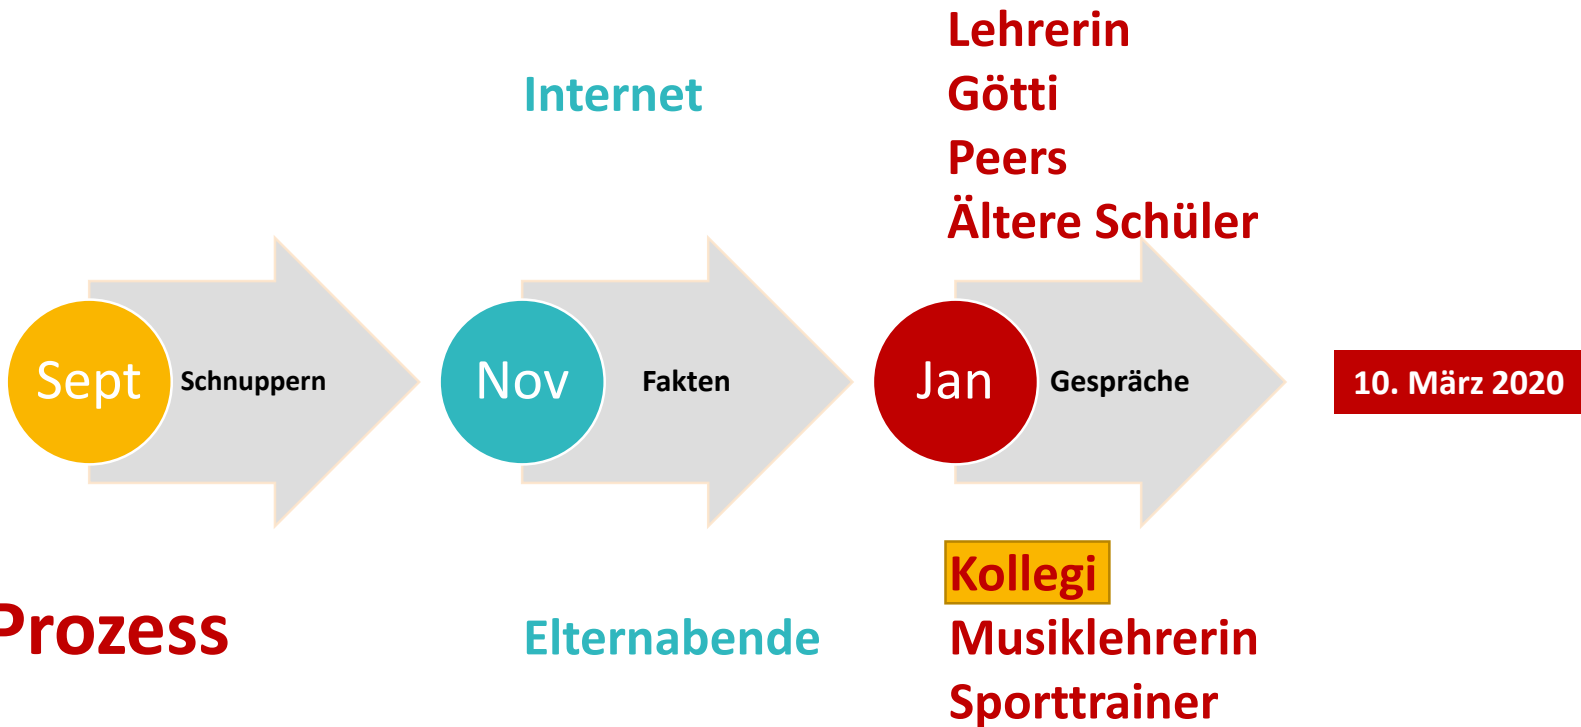 Lehrerin
Internet
Götti
Peers
Ältere Schüler
Sept
Schnuppern
Nov
Fakten
Jan
Gespräche
10. März 2020
Kollegi
Prozess
Elternabende
Musiklehrerin
Sporttrainer